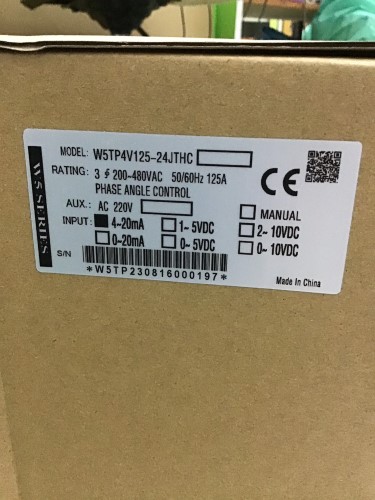 W5 SERIES
MODEL: W5TP4V125-24JTHC
RATING: 3 ∮ 200-480VAC 50/60Hz 125A
PHASE ANGLE CONTROL
AUX.: AC 220V
CE
MANUAL
INPUT: ■ 4~20mA □ 1~5VDC □ 2~10VDC
□ 0~20mA □ 0~5VDC □ 0~10VDC
S/N
*W5TP230816000197*
Made In China